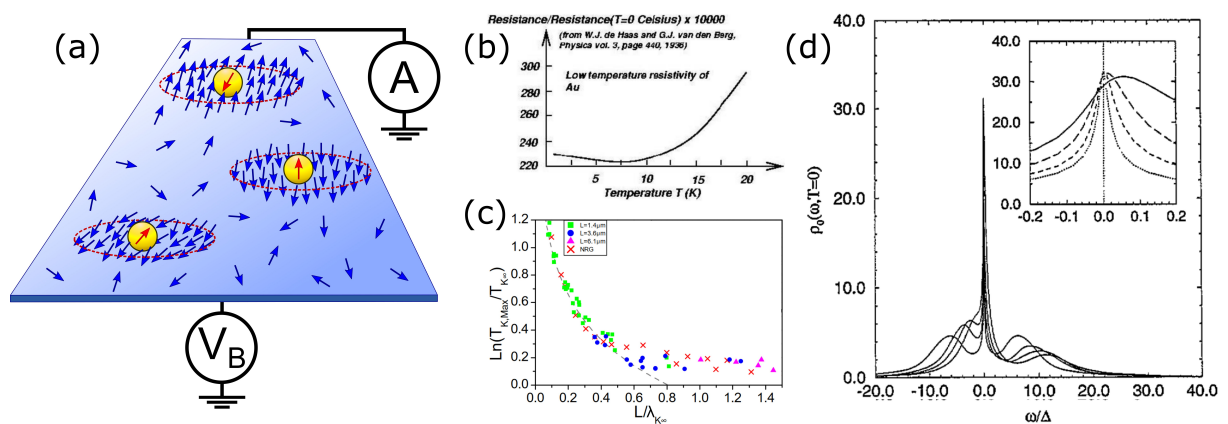 (a)
A
V_B
(b)
Resistance/Resistance(T=0 Celsius) x 10000
(from W.J. de Haas and G.J. van den Berg,
Physica vol. 3, page 440, 1936)
Low temperature resistivity of
Au
290
280
260
240
220
5
10
15
20
Temperature T (K)
(c)
1.2
1.0
0.8
0.6
0.4
0.2
0.0
L=1.4µm
L=3.6µm
L=6.1µm
NRG
Ln(T_K,Max/T_K∞)
0.0 0.2 0.4 0.6 0.8 1.0 1.2 1.4
L/λ_K∞
(d)
40.0
30.0
20.0
10.0
0.0
ρ₀(ω,T=0)
40.0
30.0
20.0
10.0
0.0
-0.2 -0.1 0.0 0.1 0.2
-20.0 -10.0 0.0 10.0 20.0 30.0 40.0
ω/Δ